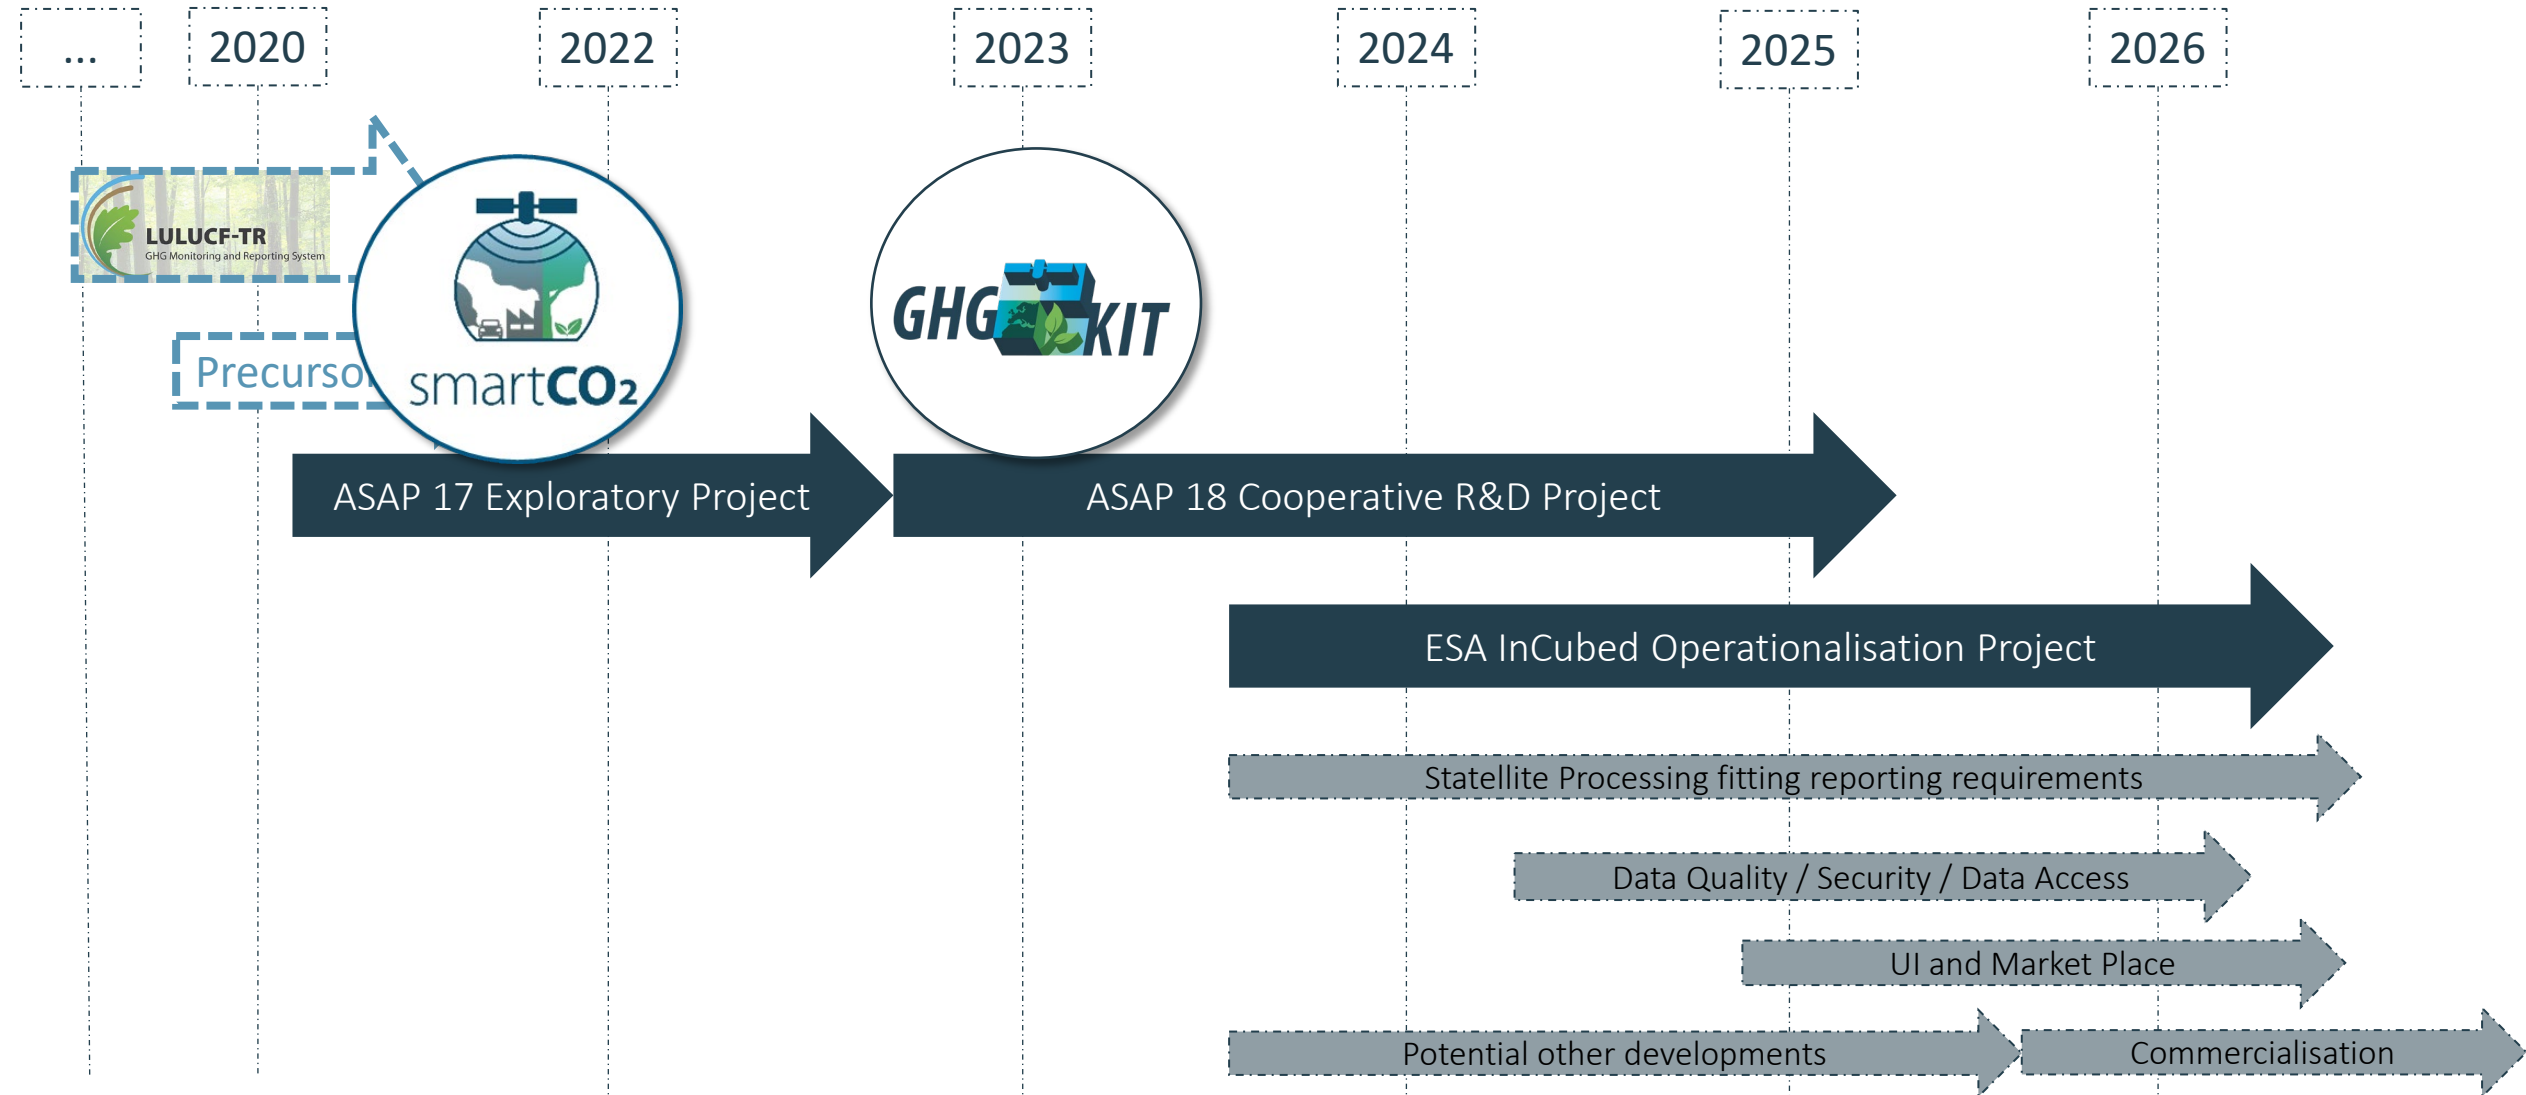 ...
2020
2022
2023
2024
2025
2026
LULUCF-TR
GHG Monitoring and Reporting System
smartCO2
GHG KIT
ASAP 17 Exploratory Project
ASAP 18 Cooperative R&D Project
ESA InCubed Operationalisation Project
Statellite Processing fitting reporting requirements
Data Quality / Security / Data Access
UI and Market Place
Potential other developments
Commercialisation